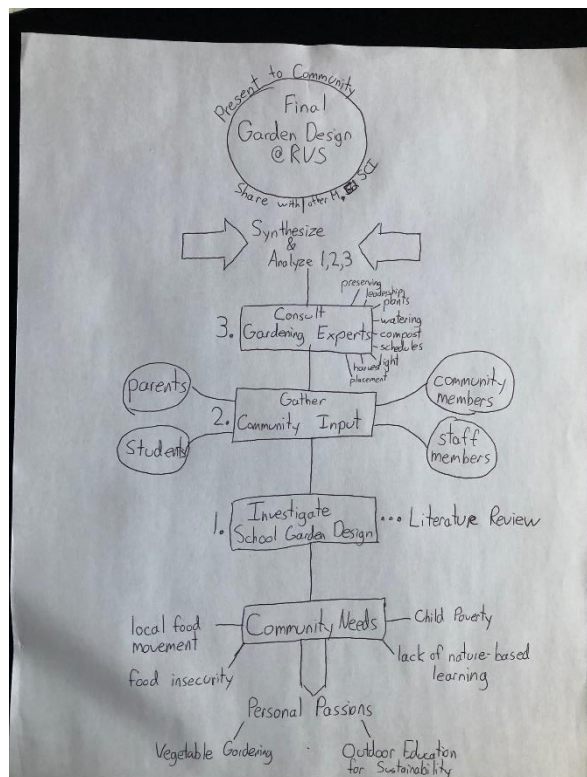 Present to Community
Final
Garden Design
@ RVS
Share with other M. SCI
Synthesize
&
Analyze 1,2,3
3. Consult
Gardening Experts
preserving
leadership
plants
watering
compost
schedules
light
harvest
placement
parents
Students
2. Gather
Community Input
community
members
staff
members
1. Investigate
School Garden Design
... Literature Review
local food
movement
food insecurity
Community Needs
Child Poverty
lack of nature-based
learning
Personal Passions
Vegetable Gardening
Outdoor Education
for Sustainability